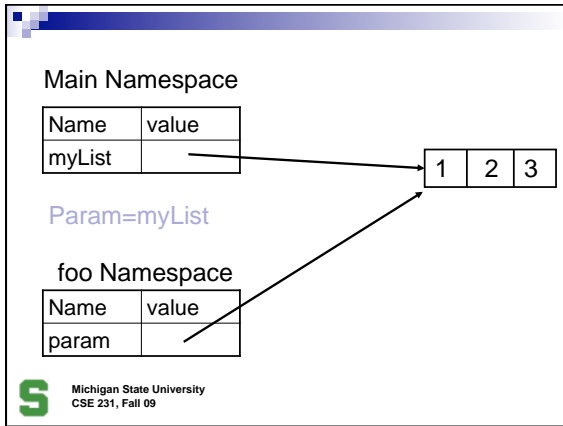 Main Namespace
Name value
myList
1 2 3
Param=myList
foo Namespace
Name value
param
S
Michigan State University
CSE 231, Fall 09